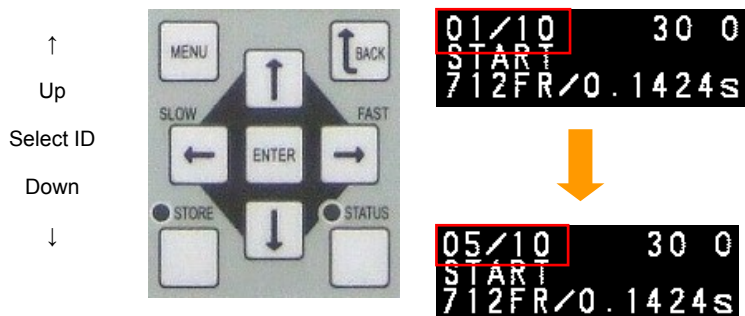 ↑
Up
Select ID
Down
↓
MENU
BACK
SLOW
FAST
ENTER
STORE
STATUS
01/10 30 0
START
712FR/0.1424s
05/10 30 0
START
712FR/0.1424s